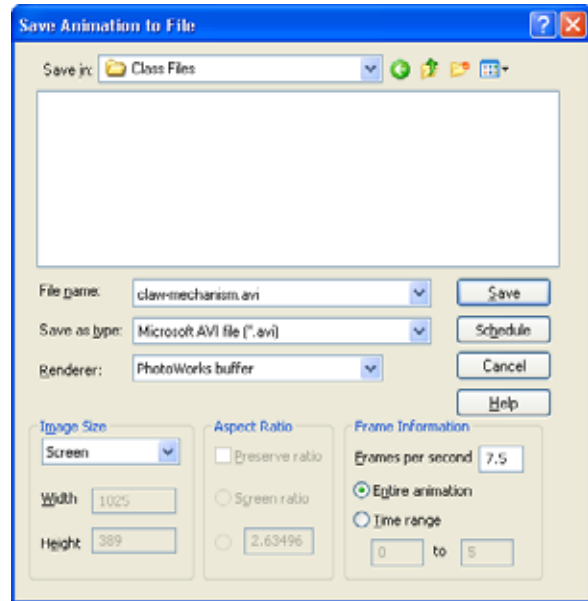 Save Animation to File
Save in: Class Files
File name: claw-mechanism.avi Save
Save as type: Microsoft AVI file (*.avi) Schedule
Renderer: PhotoWorks buffer Cancel
Help
Image Size Aspect Ratio Frame Information
Screen Preserve ratio Frames per second 7.5
Width 1025 Screen ratio Entire animation
Time range
Height 389 2.63496 0 to 5